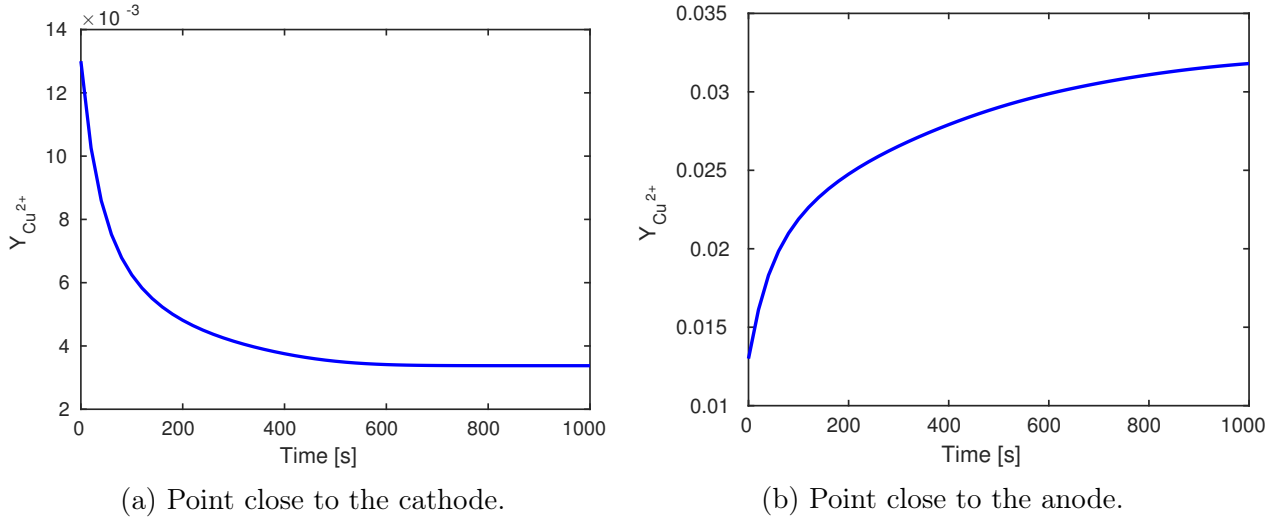 ×10 -3
14
12
10
8
6
4
2
0 200 400 600 800 1000
Time [s]
Y Cu 2+
(a) Point close to the cathode.
0.035
0.03
0.025
0.02
0.015
0.01
0 200 400 600 800 1000
Time [s]
Y Cu 2+
(b) Point close to the anode.